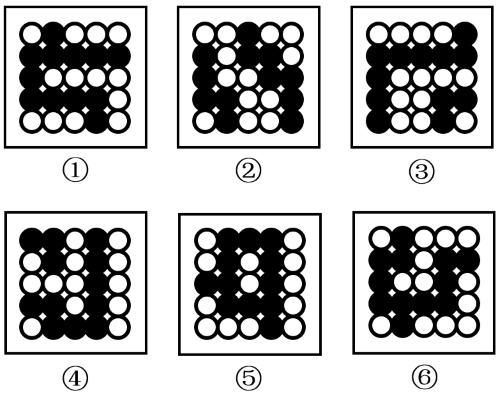 ① ② ③
④ ⑤ ⑥